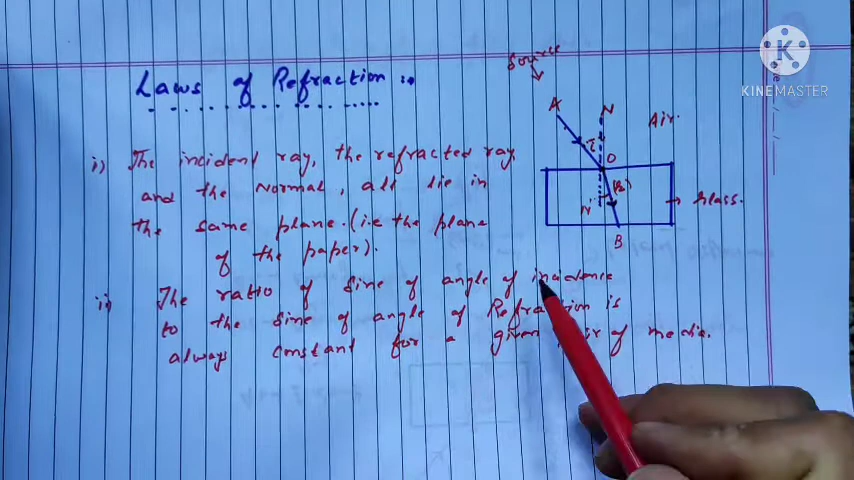 Laws of Refraction :-
i) The incident ray, the refracted ray
and the Normal, all lie in
the same plane. (i.e the plane
of the paper).
ii) The ratio of Sine of angle of incidence
to the Sine of angle of Refraction is
always constant for a given of media.
Source
A
N
Air.
i
O
(r)
N'
Glass.
B
K
KINEMASTER